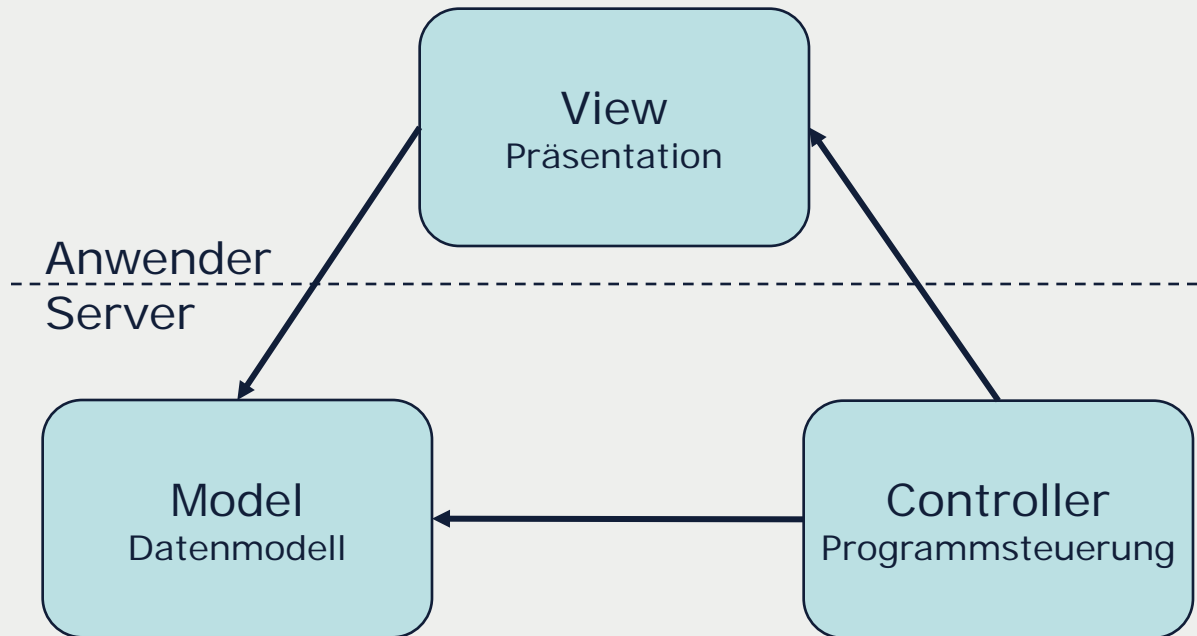 View
Präsentation
Anwender
Server
Model
Datenmodell
Controller
Programmsteuerung